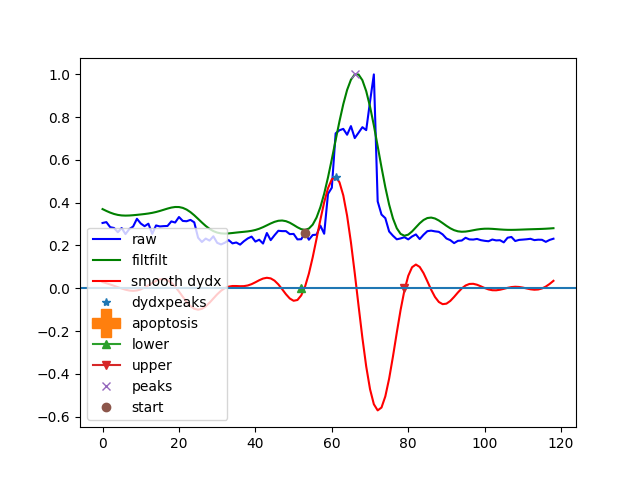 1.0
0.8
0.6
0.4
0.2
0.0
−0.2
−0.4
−0.6
raw
filtfilt
smooth dydx
dydxpeaks
apoptosis
lower
upper
peaks
start
0 20 40 60 80 100 120